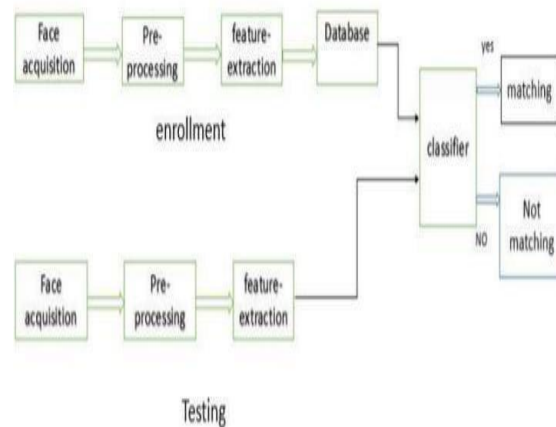 Face
acquisition
Pre-
processing
feature-
extraction
Database
enrollment
classifier
yes
matching
NO
Not
matching
Face
acquisition
Pre-
processing
feature-
extraction
Testing